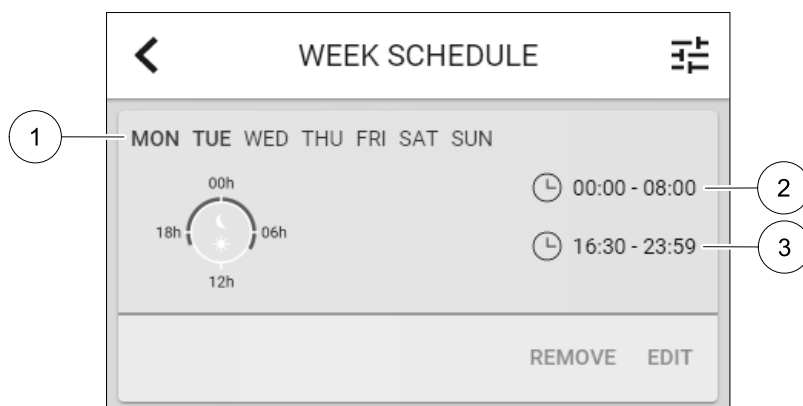 WEEK SCHEDULE
1
MON TUE WED THU FRI SAT SUN
00h
18h
06h
12h
00:00 - 08:00
2
16:30 - 23:59
3
REMOVE EDIT